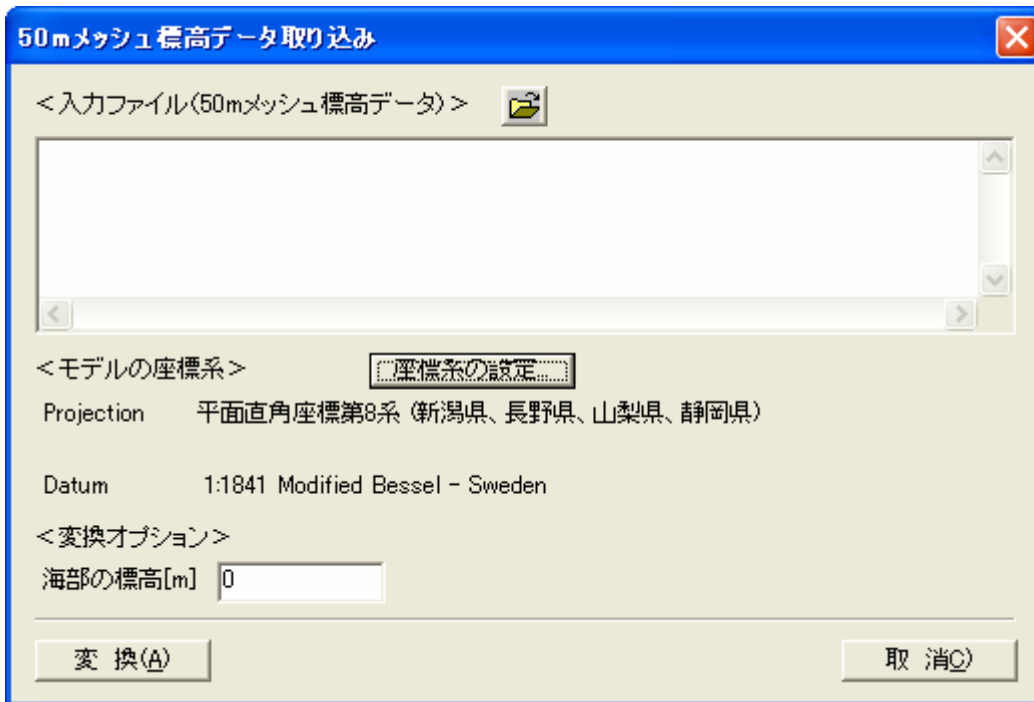 50mメッシュ標高データ取り込み
＜入力ファイル(50mメッシュ標高データ)＞
＜モデルの座標系＞ 座標系の設定...
Projection 平面直角座標第8系 (新潟県、長野県、山梨県、静岡県)
Datum 1:1841 Modified Bessel - Sweden
＜変換オプション＞
海部の標高[m] 0
変 換(A) 取 消C)